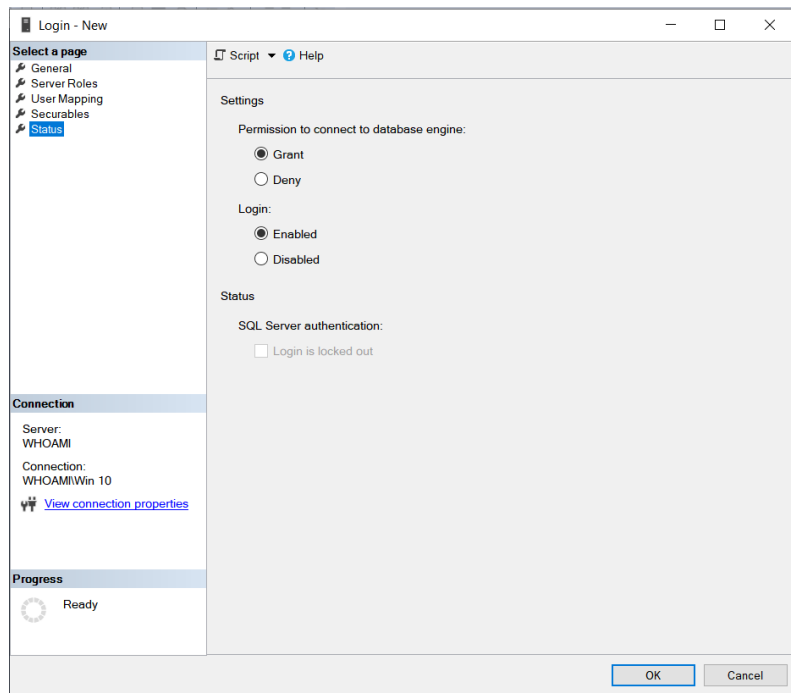 Login - New
Select a page
General
Server Roles
User Mapping
Securables
Status
Script
Help
Settings
Permission to connect to database engine:
Grant
Deny
Login:
Enabled
Disabled
Status
SQL Server authentication:
Login is locked out
Connection
Server:
WHOAMI
Connection:
WHOAMI\Win 10
View connection properties
Progress
Ready
OK
Cancel